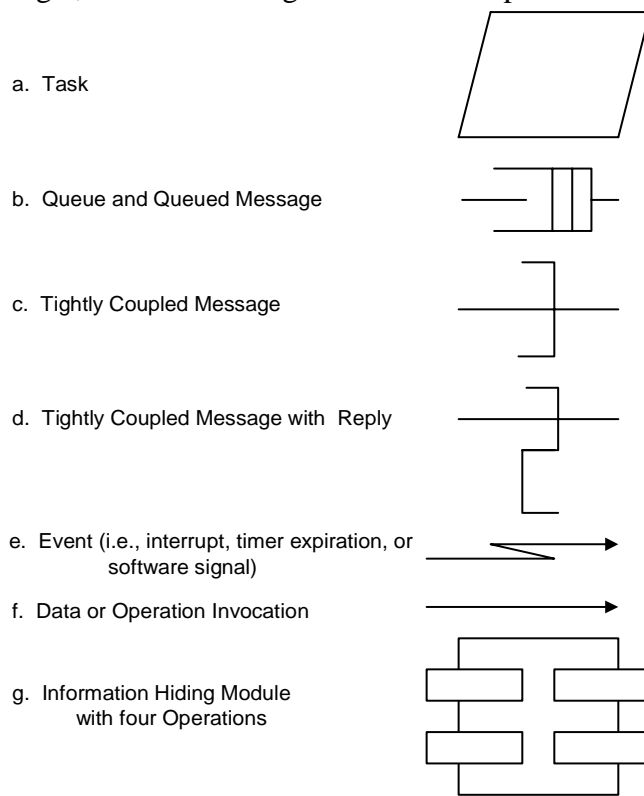 a. Task
b. Queue and Queued Message
c. Tightly Coupled Message
d. Tightly Coupled Message with Reply
e. Event (i.e., interrupt, timer expiration, or
software signal)
f. Data or Operation Invocation
g. Information Hiding Module
with four Operations